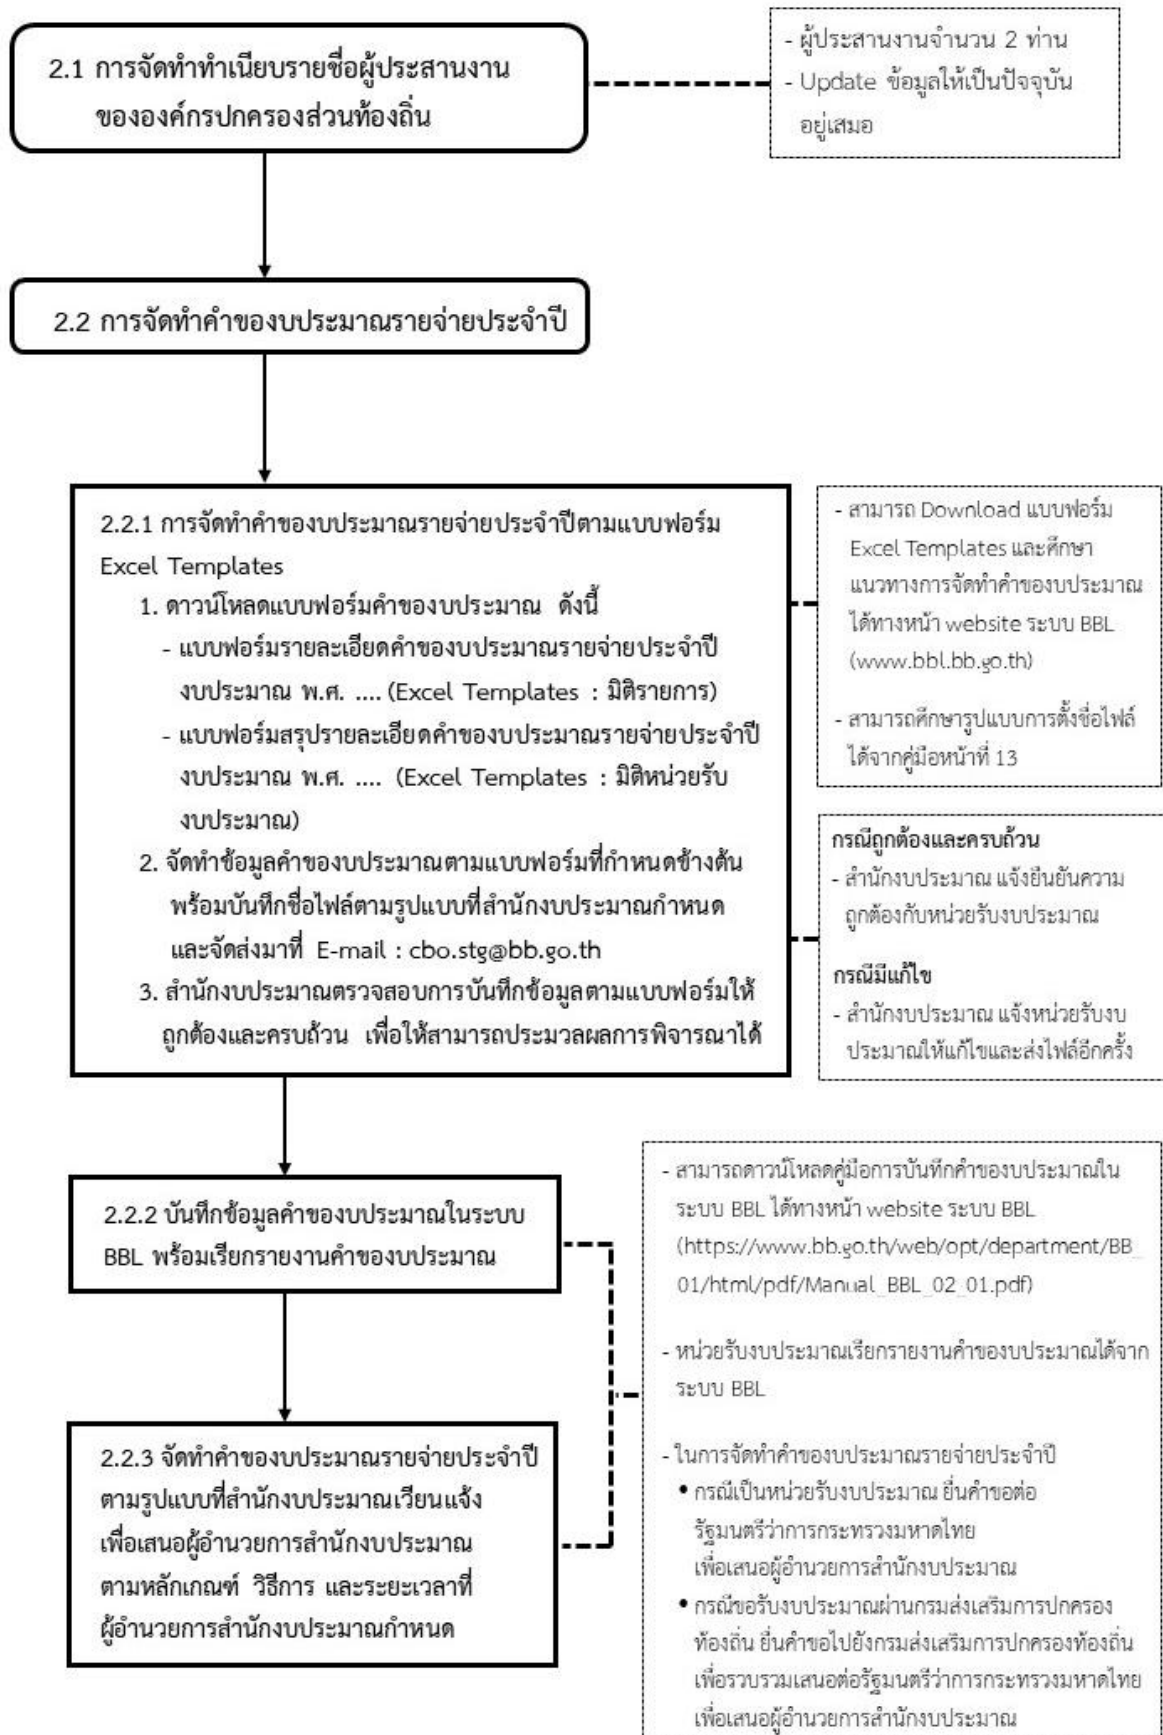 2.1 การจัดทำทำเนียบรายชื่อผู้ประสานงาน
ขององค์กรปกครองส่วนท้องถิ่น
- ผู้ประสานงานจำนวน 2 ท่าน
- Update ข้อมูลให้เป็นปัจจุบัน
อยู่เสมอ
2.2 การจัดทำคำของบประมาณรายจ่ายประจำปี
2.2.1 การจัดทำคำของบประมาณรายจ่ายประจำปีตามแบบฟอร์ม
Excel Templates
1. ดาวน์โหลดแบบฟอร์มคำของบประมาณ ดังนี้
- แบบฟอร์มรายละเอียดคำของบประมาณรายจ่ายประจำปี
งบประมาณ พ.ศ. .... (Excel Templates : มิติรายการ)
- แบบฟอร์มสรุปรายละเอียดคำของบประมาณรายจ่ายประจำปี
งบประมาณ พ.ศ. .... (Excel Templates : มิติหน่วยรับ
งบประมาณ)
2. จัดทำข้อมูลคำของบประมาณตามแบบฟอร์มที่กำหนดข้างต้น
พร้อมบันทึกชื่อไฟล์ตามรูปแบบที่สำนักงบประมาณกำหนด
และจัดส่งมาที่ E-mail : cbo.stg@bb.go.th
3. สำนักงบประมาณตรวจสอบการบันทึกข้อมูลตามแบบฟอร์มให้
ถูกต้องและครบถ้วน เพื่อให้สามารถประมวลผลการพิจารณาได้
- สามารถ Download แบบฟอร์ม
Excel Templates และศึกษา
แนวทางการจัดทำคำของบประมาณ
ได้ทางหน้า website ระบบ BBL
(www.bbl.bb.go.th)
- สามารถศึกษารูปแบบการตั้งชื่อไฟล์
ได้จากคู่มือหน้าที่ 13
กรณีถูกต้องและครบถ้วน
- สำนักงบประมาณ แจ้งยืนยันความ
ถูกต้องกับหน่วยรับงบประมาณ
กรณีมีแก้ไข
- สำนักงบประมาณ แจ้งหน่วยรับงบ
ประมาณให้แก้ไขและส่งไฟล์อีกครั้ง
2.2.2 บันทึกข้อมูลคำของบประมาณในระบบ
BBL พร้อมเรียกรายงานคำของบประมาณ
2.2.3 จัดทำคำของบประมาณรายจ่ายประจำปี
ตามรูปแบบที่สำนักงบประมาณเวียนแจ้ง
เพื่อเสนอผู้อำนวยการสำนักงบประมาณ
ตามหลักเกณฑ์ วิธีการ และระยะเวลาที่
ผู้อำนวยการสำนักงบประมาณกำหนด
- สามารถดาวน์โหลดคู่มือการบันทึกคำของบประมาณใน
ระบบ BBL ได้ทางหน้า website ระบบ BBL
(https://www.bb.go.th/web/opt/department/BB_
01/html/pdf/Manual_BBL_02_01.pdf)
- หน่วยรับงบประมาณเรียกรายงานคำของบประมาณได้จาก
ระบบ BBL
- ในการจัดทำคำของบประมาณรายจ่ายประจำปี
• กรณีเป็นหน่วยรับงบประมาณ ยื่นคำขอต่อ
รัฐมนตรีว่าการกระทรวงมหาดไทย
เพื่อเสนอผู้อำนวยการสำนักงบประมาณ
• กรณีขอรับงบประมาณผ่านกรมส่งเสริมการปกครอง
ท้องถิ่น ยื่นคำขอไปยังกรมส่งเสริมการปกครองท้องถิ่น
เพื่อรวบรวมเสนอต่อรัฐมนตรีว่าการกระทรวงมหาดไทย
เพื่อเสนอผู้อำนวยการสำนักงบประมาณ